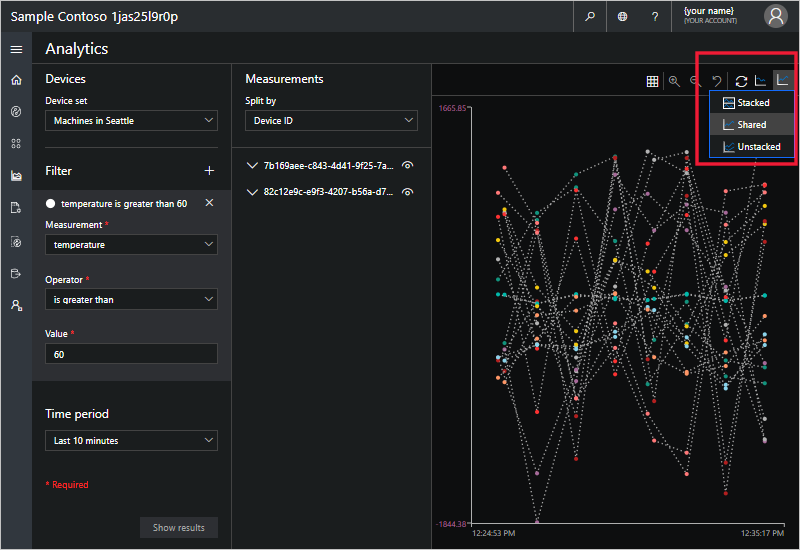 Sample Contoso 1jas25l9r0p
?
{your name}
{YOUR ACCOUNT}
Analytics
Devices
Device set
Machines in Seattle
Filter
temperature is greater than 60
Measurement *
temperature
Operator *
is greater than
Value *
60
Time period
Last 10 minutes
* Required
Show results
Measurements
Split by
Device ID
7b169aee-c843-4d41-9f25-7a...
82c12e9c-e9f3-4207-b56a-d7...
Stacked
Shared
Unstacked
1665.85
-1844.38
12:24:53 PM
12:35:17 PM